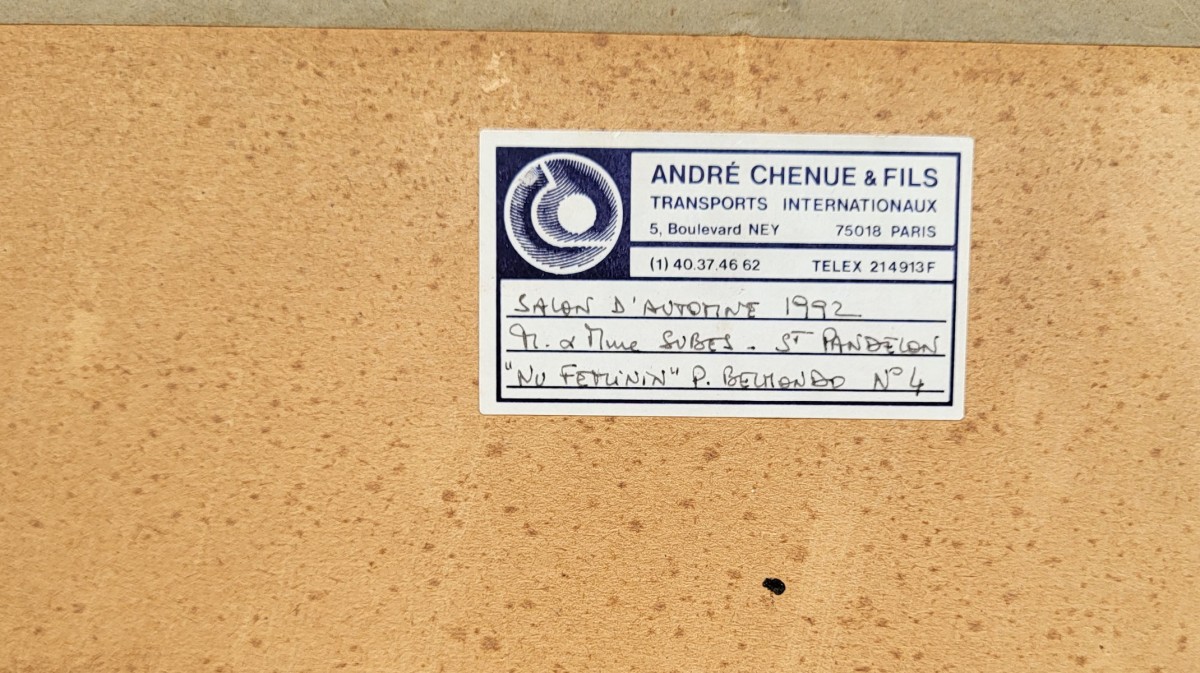 ANDRÉ CHENUE & FILS
TRANSPORTS INTERNATIONAUX
5, Boulevard NEY 75018 PARIS
(1) 40.37.46 62 TELEX 214913 F
SALON D'AUTOMNE 1992
M. & Mme SUBES. ST PANDELON
"NU FEMININ" P. BELMONDO N° 4